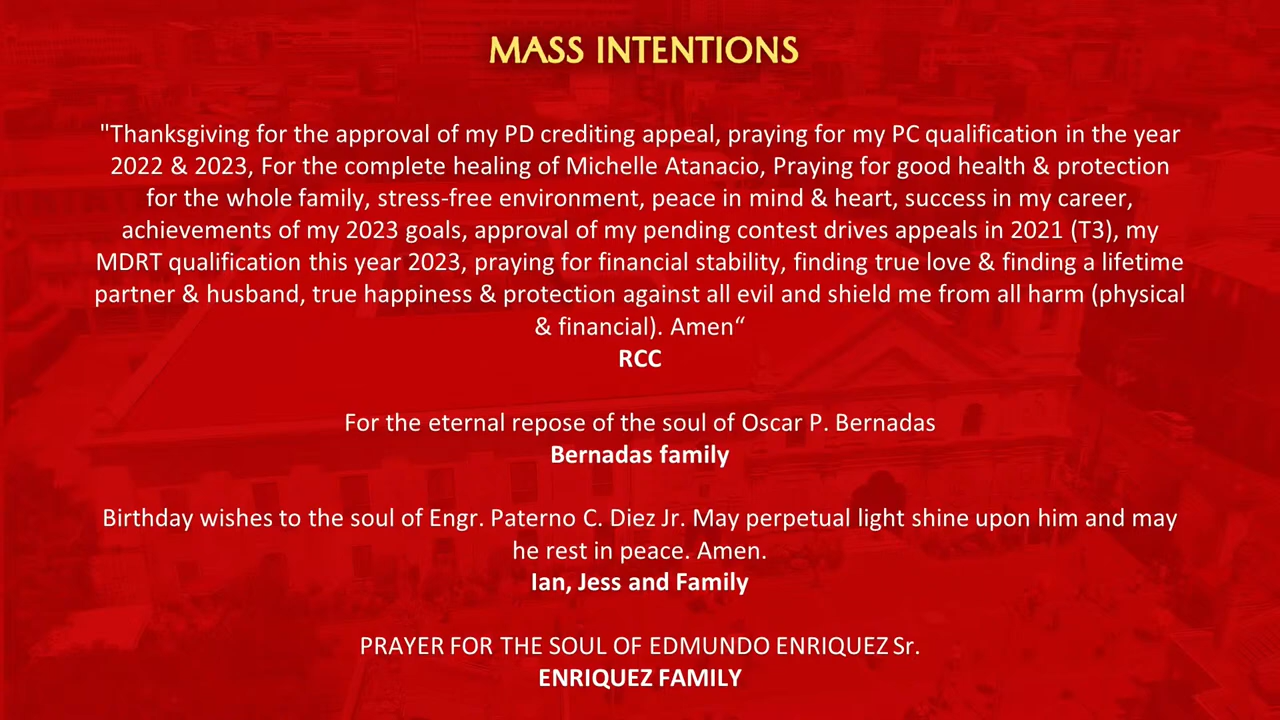 MASS INTENTIONS
"Thanksgiving for the approval of my PD crediting appeal, praying for my PC qualification in the year
2022 & 2023, For the complete healing of Michelle Atanacio, Praying for good health & protection
for the whole family, stress-free environment, peace in mind & heart, success in my career,
achievements of my 2023 goals, approval of my pending contest drives appeals in 2021 (T3), my
MDRT qualification this year 2023, praying for financial stability, finding true love & finding a lifetime
partner & husband, true happiness & protection against all evil and shield me from all harm (physical
& financial). Amen“
RCC
For the eternal repose of the soul of Oscar P. Bernadas
Bernadas family
Birthday wishes to the soul of Engr. Paterno C. Diez Jr. May perpetual light shine upon him and may
he rest in peace. Amen.
Ian, Jess and Family
PRAYER FOR THE SOUL OF EDMUNDO ENRIQUEZ Sr.
ENRIQUEZ FAMILY